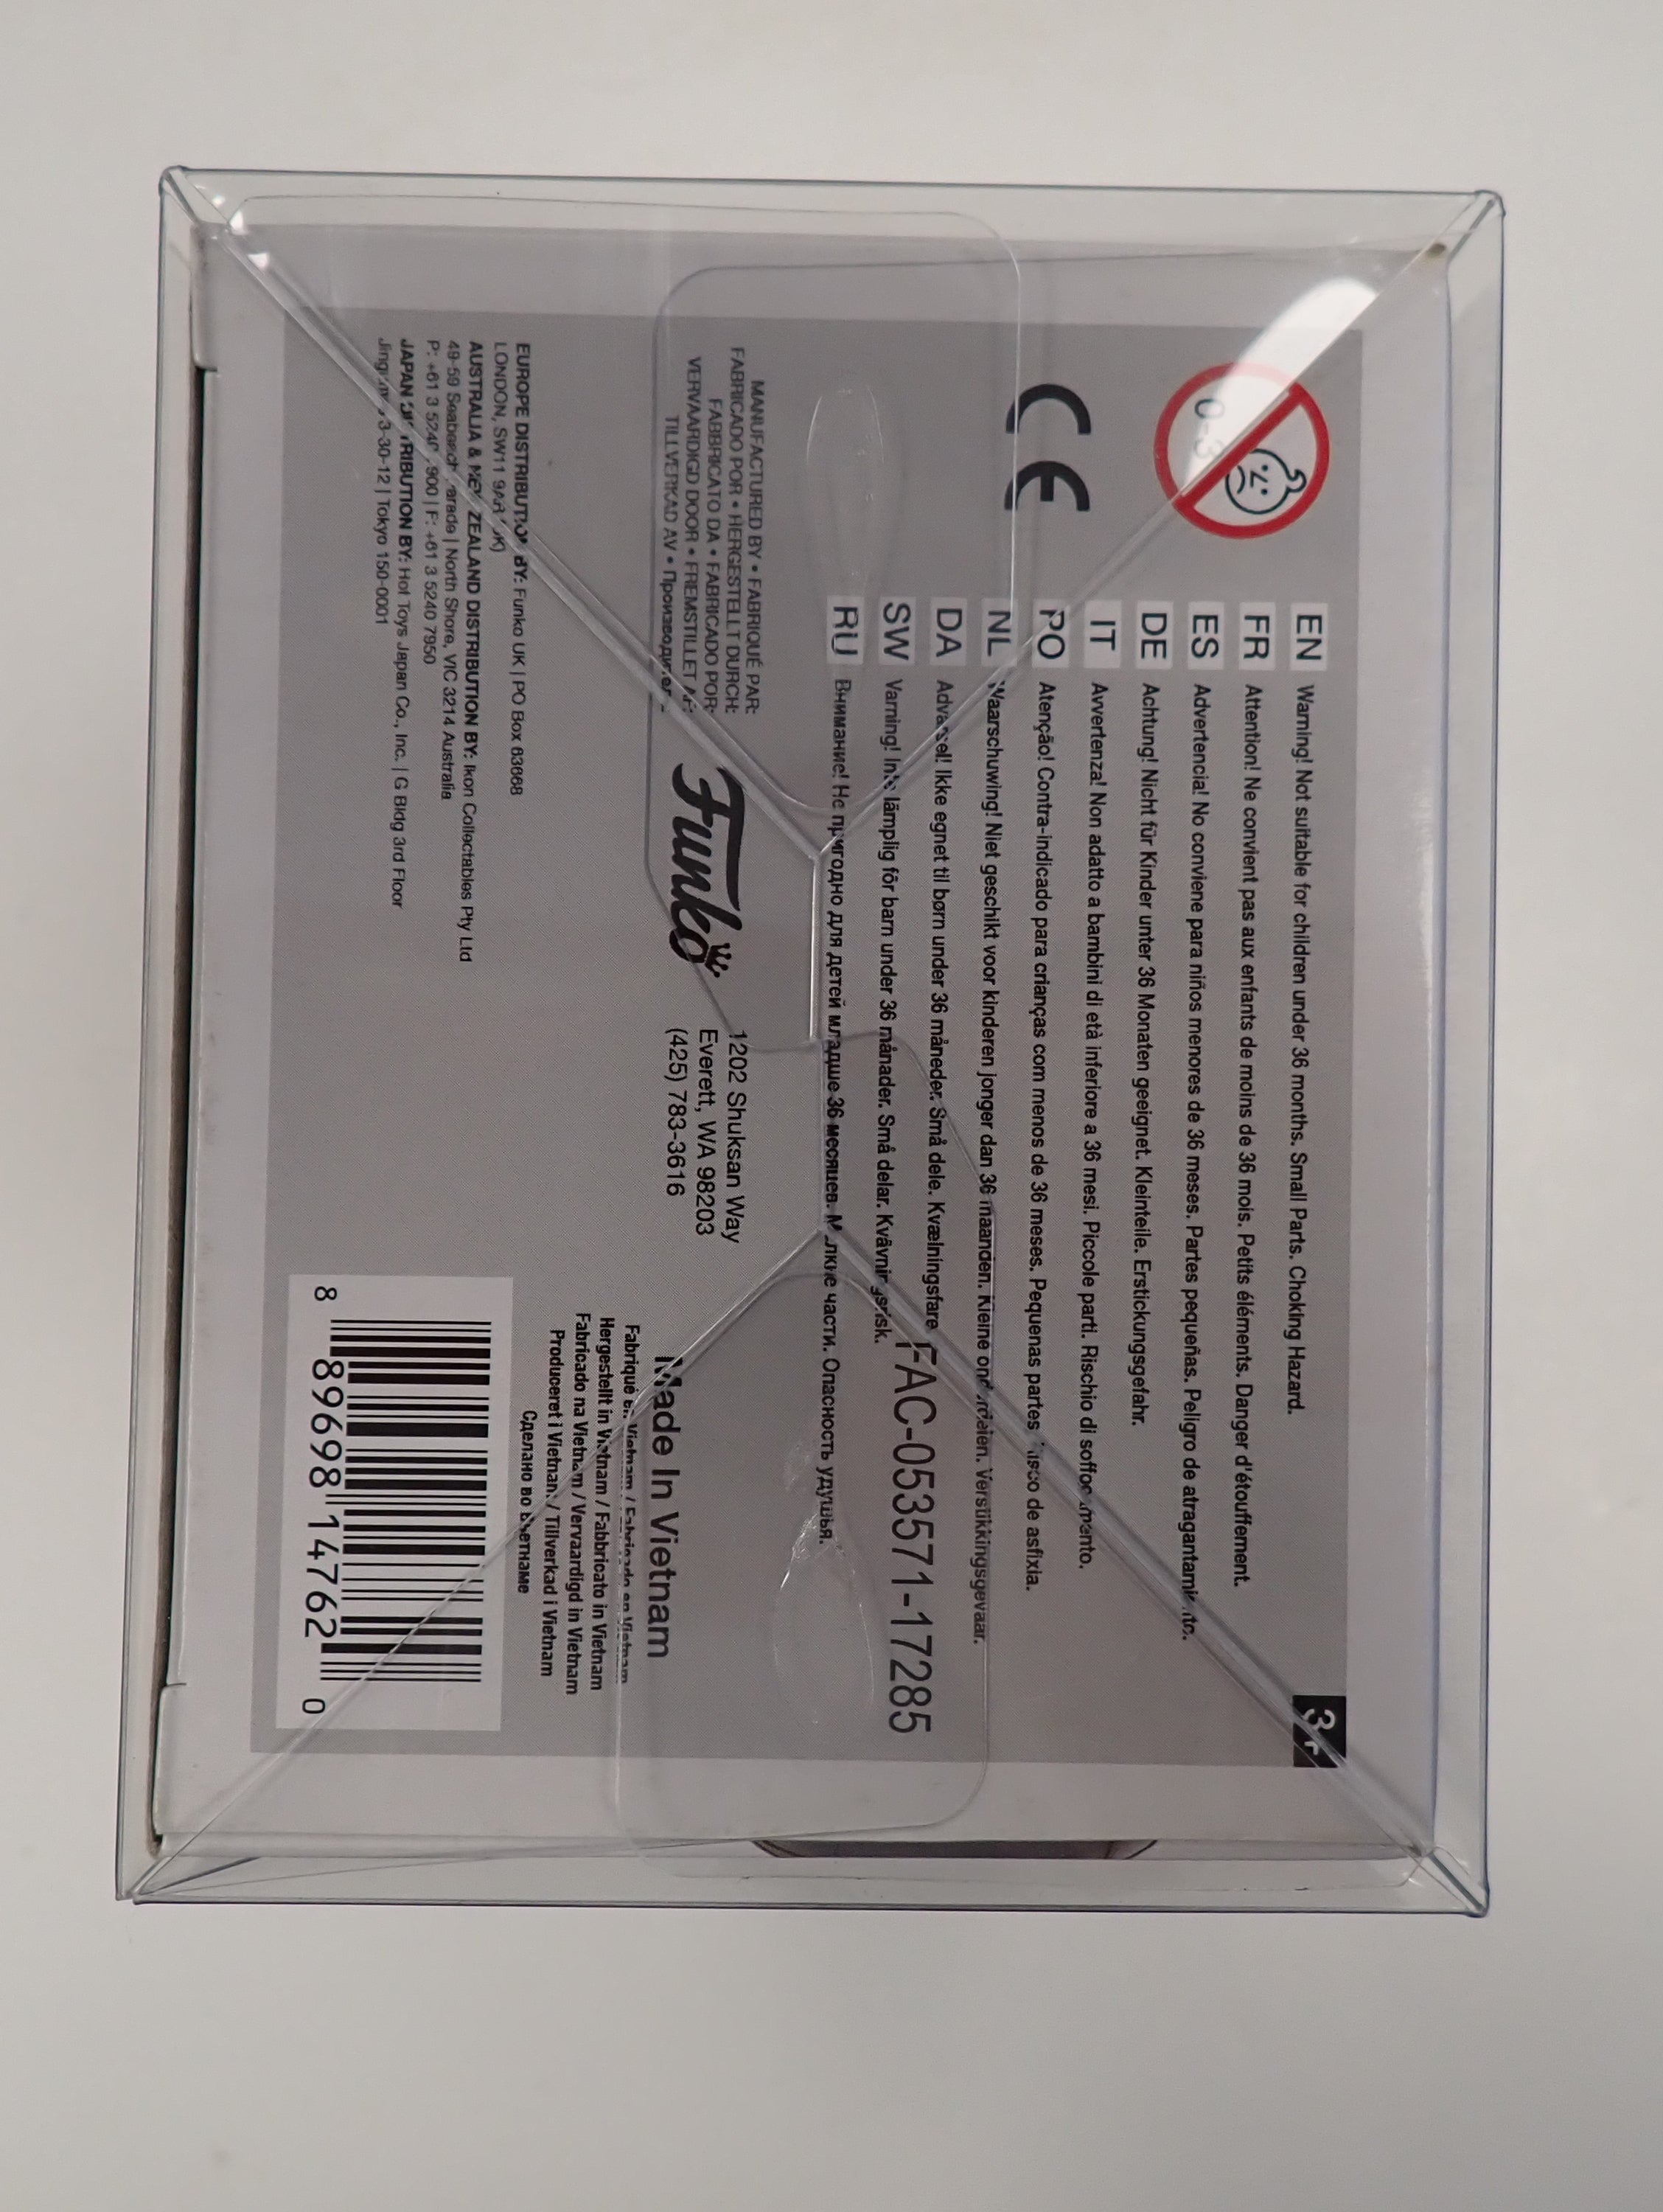 0-3
CE
3+
EN Warning! Not suitable for children under 36 months. Small Parts. Choking Hazard.
FR Attention! Ne convient pas aux enfants de moins de 36 mois. Petits éléments. Danger d'étouffement.
ES Advertencia! No conviene para niños menores de 36 meses. Partes pequeñas. Peligro de atragantamiento.
DE Achtung! Nicht für Kinder unter 36 Monaten geeignet. Kleinteile. Erstickungsgefahr.
IT Avvertenza! Non adatto a bambini di età inferiore a 36 mesi. Piccole parti. Rischio di soffocamento.
PO Atenção! Contra-indicado para crianças com menos de 36 meses. Pequenas partes risco de asfixia.
NL Waarschuwing! Niet geschikt voor kinderen jonger dan 36 maanden. Kleine onderdelen. Verstikkingsgevaar.
DA Advarsel! Ikke egnet til børn under 36 måneder. Små dele. Kvælningsfare.
SW Varning! Inte lämplig för barn under 36 månader. Små delar. Kvävningsrisk.
RU Внимание! Не пригодно для детей младше 36 месяцев. Мелкие части. Опасность удушья.
FAC-053571-17285
MANUFACTURED BY • FABRIQUÉ PAR:
FABRICADO POR • HERGESTELLT DURCH:
FABBRICATO DA • FABRICADO POR:
VERVAARDIGD DOOR • FREMSTILLET AF:
TILLVERKAD AV • Производитель
Funko
1202 Shuksan Way
Everett, WA 98203
(425) 783-3616
Made In Vietnam
Fabriqué en Vietnam / Fabricado en Vietnam
Hergestellt in Vietnam / Fabbricato in Vietnam
Fabricado na Vietnam / Vervaardigd in Vietnam
Produceret i Vietnam / Tillverkad i Vietnam
Сделано во Вьетнаме
EUROPE DISTRIBUTION BY: Funko UK | PO Box 63668
LONDON, SW11 9AR (UK)
AUSTRALIA & NEW ZEALAND DISTRIBUTION BY: Ikon Collectables Pty Ltd
49-59 Seabeach Parade | North Shore, VIC 3214 Australia
P: +61 3 5240 7900 | F: +61 3 5240 7950
JAPAN DISTRIBUTION BY: Hot Toys Japan Co., Inc. | G Bldg 3rd Floor
3-30-12 | Tokyo 150-0001
8 89698 14762 0